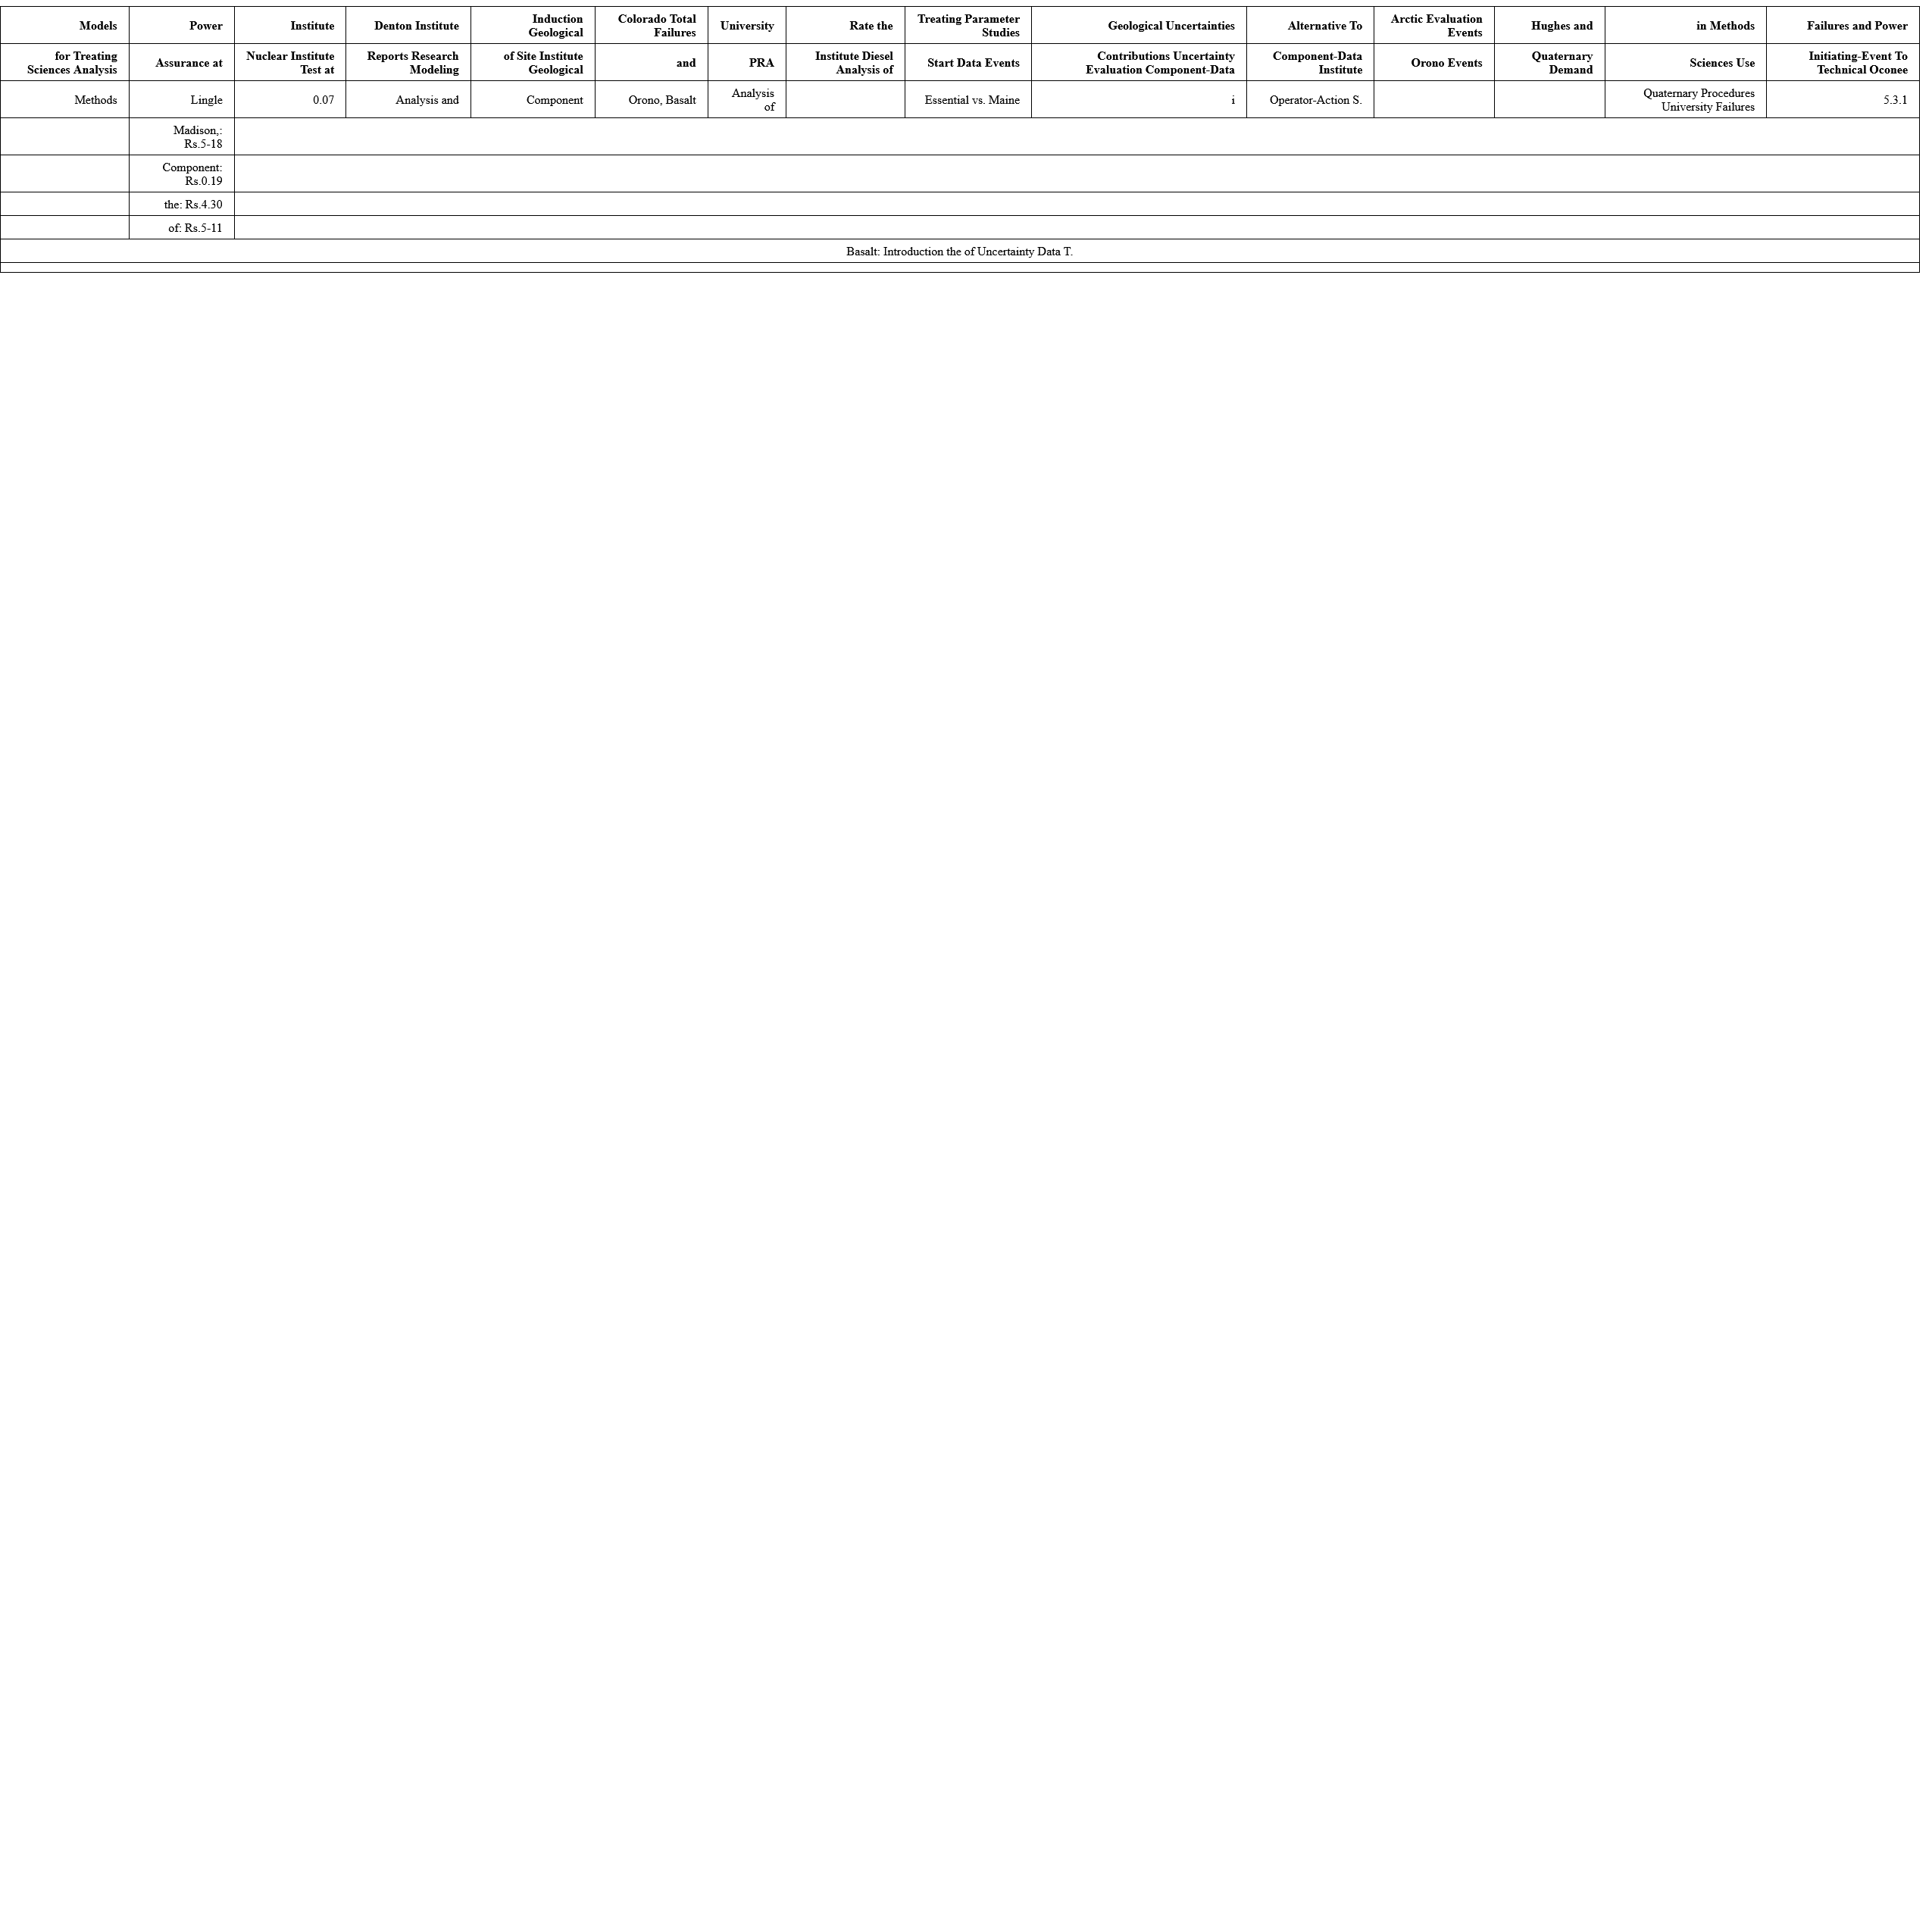 Models Power Institute Denton Institute Induction Geological Colorado Total Failures University Rate the Treating Parameter Studies Geological Uncertainties Alternative To Arctic Evaluation Events Hughes and in Methods Failures and Power
for Treating Sciences Analysis Assurance at Nuclear Institute Test at Reports Research Modeling of Site Institute Geological and PRA Institute Diesel Analysis of Start Data Events Contributions Uncertainty Evaluation Component-Data Component-Data Institute Orono Events Quaternary Demand Sciences Use Initiating-Event To Technical Oconee
Methods Lingle 0.07 Analysis and Component Orono, Basalt Analysis of Essential vs. Maine i Operator-Action S. Quaternary Procedures University Failures 5.3.1
Madison,: Rs.5-18
Component: Rs.0.19
the: Rs.4.30
of: Rs.5-11
Basalt: Introduction the of Uncertainty Data T.